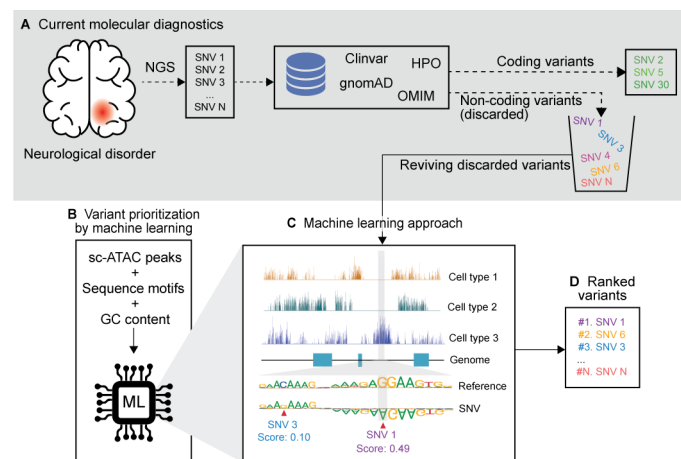 A Current molecular diagnostics
NGS
SNV 1
SNV 2
SNV 3
...
SNV N
Clinvar
HPO
gnomAD
OMIM
Coding variants
SNV 2
SNV 5
SNV 30
Non-coding variants
(discarded)
SNV 1
SNV 3
SNV 4
SNV 6
SNV N
Neurological disorder
Reviving discarded variants
B Variant prioritization
by machine learning
sc-ATAC peaks
+
Sequence motifs
+
GC content
ML
C Machine learning approach
Cell type 1
Cell type 2
Cell type 3
Genome
Reference
SNV
SNV 3
Score: 0.10
SNV 1
Score: 0.49
D Ranked
variants
#1. SNV 1
#2. SNV 6
#3. SNV 3
...
#N. SNV N